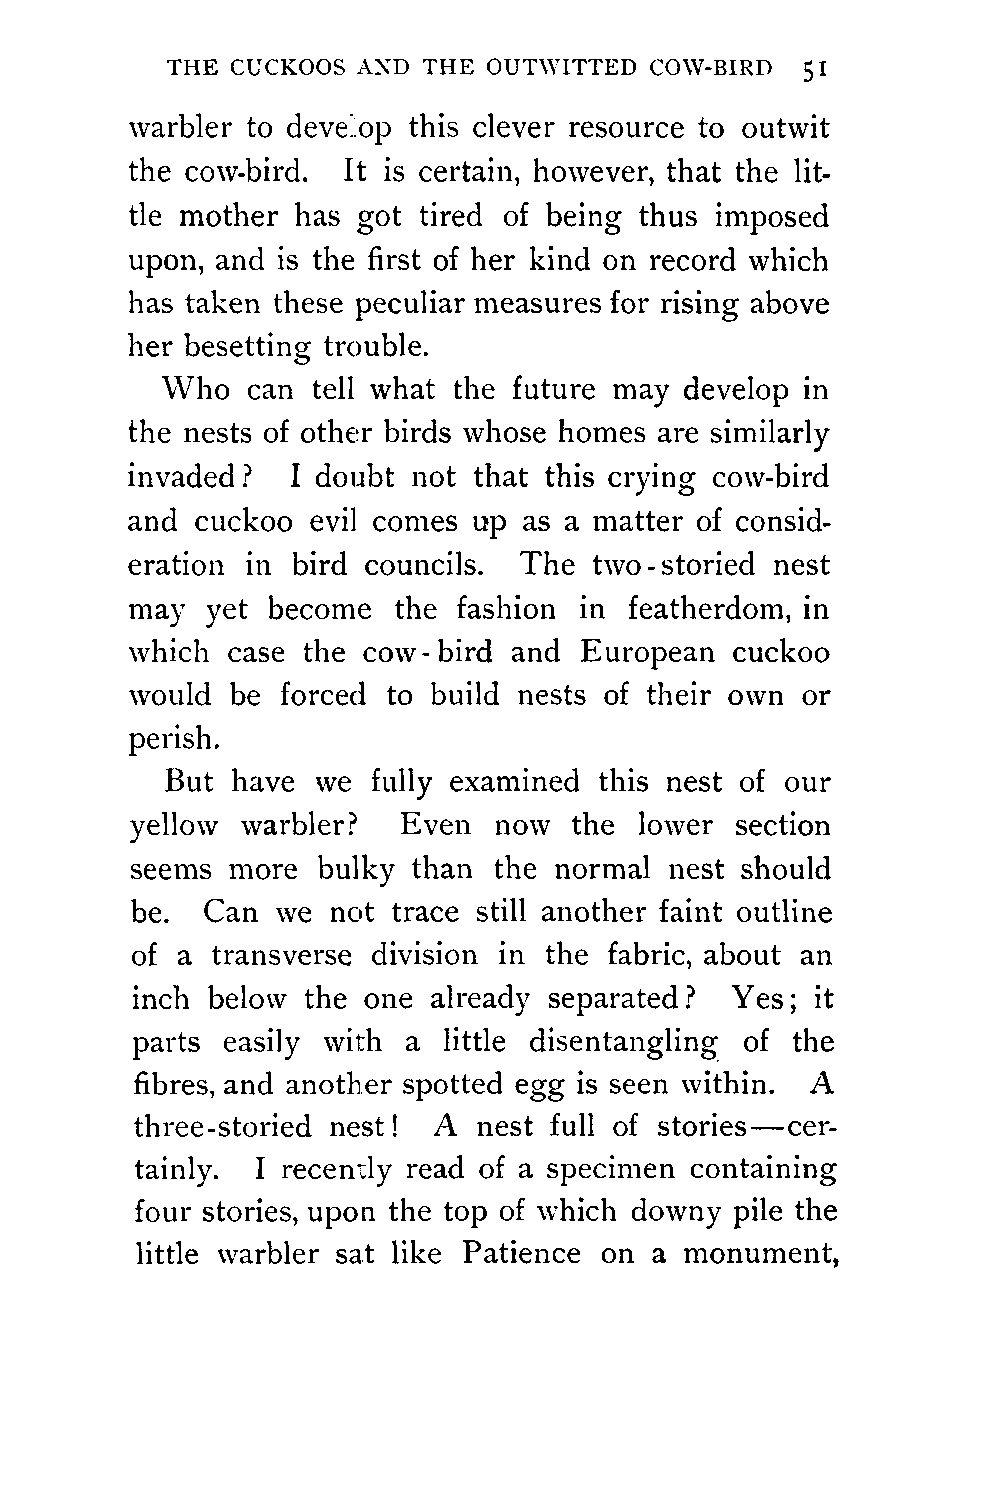 THE CUCKOOS AND THE OUTWITTED COW-BIRD 51
warbler to develop this clever resource to outwit
the cow-bird. It is certain, however, that the lit-
tle mother has got tired of being thus imposed
upon, and is the first of her kind on record which
has taken these peculiar measures for rising above
her besetting trouble.
Who can tell what the future may develop in
the nests of other birds whose homes are similarly
invaded? I doubt not that this crying cow-bird
and cuckoo evil comes up as a matter of consid-
eration in bird councils. The two-storied nest
may yet become the fashion in featherdom, in
which case the cow-bird and European cuckoo
would be forced to build nests of their own or
perish.
But have we fully examined this nest of our
yellow warbler? Even now the lower section
seems more bulky than the normal nest should
be. Can we not trace still another faint outline
of a transverse division in the fabric, about an
inch below the one already separated? Yes; it
parts easily with a little disentangling of the
fibres, and another spotted egg is seen within. A
three-storied nest! A nest full of stories—cer-
tainly. I recently read of a specimen containing
four stories, upon the top of which downy pile the
little warbler sat like Patience on a monument,